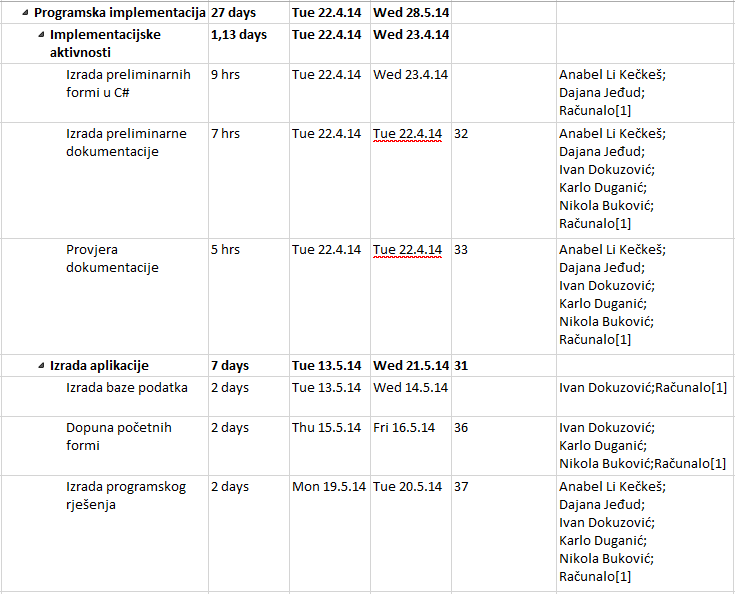 Programska implementacija 27 days Tue 22.4.14 Wed 28.5.14
Implementacijske 1,13 days Tue 22.4.14 Wed 23.4.14
aktivnosti
Izrada preliminarnih 9 hrs Tue 22.4.14 Wed 23.4.14 Anabel Li Kečkeš;
formi u C# Dajana Jeđud;
Računalo[1]
Izrada preliminarne 7 hrs Tue 22.4.14 Tue 22.4.14 32 Anabel Li Kečkeš;
dokumentacije Dajana Jeđud;
Ivan Dokuzović;
Karlo Duganić;
Nikola Buković;
Računalo[1]
Provjera 5 hrs Tue 22.4.14 Tue 22.4.14 33 Anabel Li Kečkeš;
dokumentacije Dajana Jeđud;
Ivan Dokuzović;
Karlo Duganić;
Nikola Buković;
Računalo[1]
Izrada aplikacije 7 days Tue 13.5.14 Wed 21.5.14 31
Izrada baze podatka 2 days Tue 13.5.14 Wed 14.5.14 Ivan Dokuzović;Računalo[1]
Dopuna početnih 2 days Thu 15.5.14 Fri 16.5.14 36 Ivan Dokuzović;
formi Karlo Duganić;
Nikola Buković;Računalo[1]
Izrada programskog 2 days Mon 19.5.14 Tue 20.5.14 37 Anabel Li Kečkeš;
rješenja Dajana Jeđud;
Ivan Dokuzović;
Karlo Duganić;
Nikola Buković;
Računalo[1]